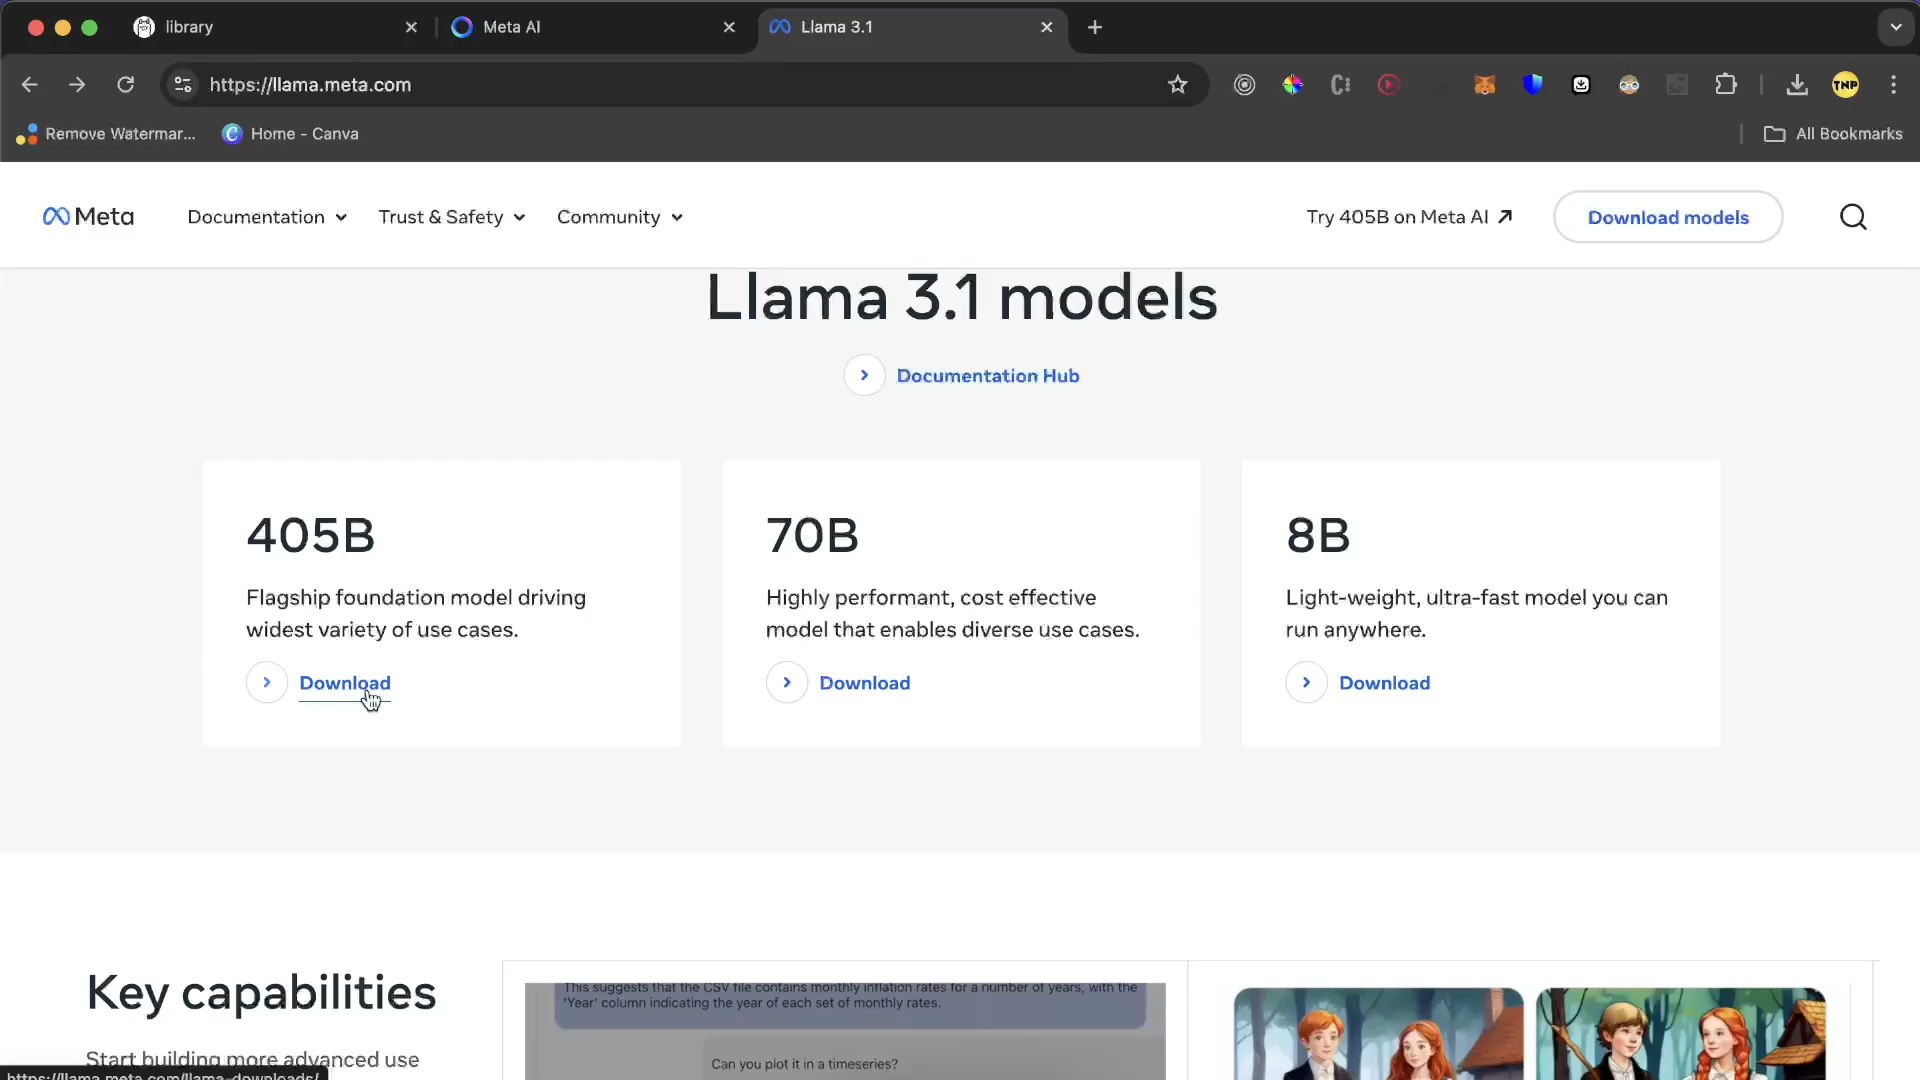 library
Meta AI
Llama 3.1
https://llama.meta.com
TNP
Remove Watermar...
Home - Canva
All Bookmarks
Meta
Documentation
Trust & Safety
Community
Try 405B on Meta AI
Download models
Llama 3.1 models
Documentation Hub
405B
Flagship foundation model driving
widest variety of use cases.
Download
70B
Highly performant, cost effective
model that enables diverse use cases.
Download
8B
Light-weight, ultra-fast model you can
run anywhere.
Download
Key capabilities
Start building more advanced use
This suggests that the CSV file contains monthly inflation rates for a number of years, with the
'Year' column indicating the year of each set of monthly rates.
Can you plot it in a timeseries?
https://llama.meta.com/llama-downloads/